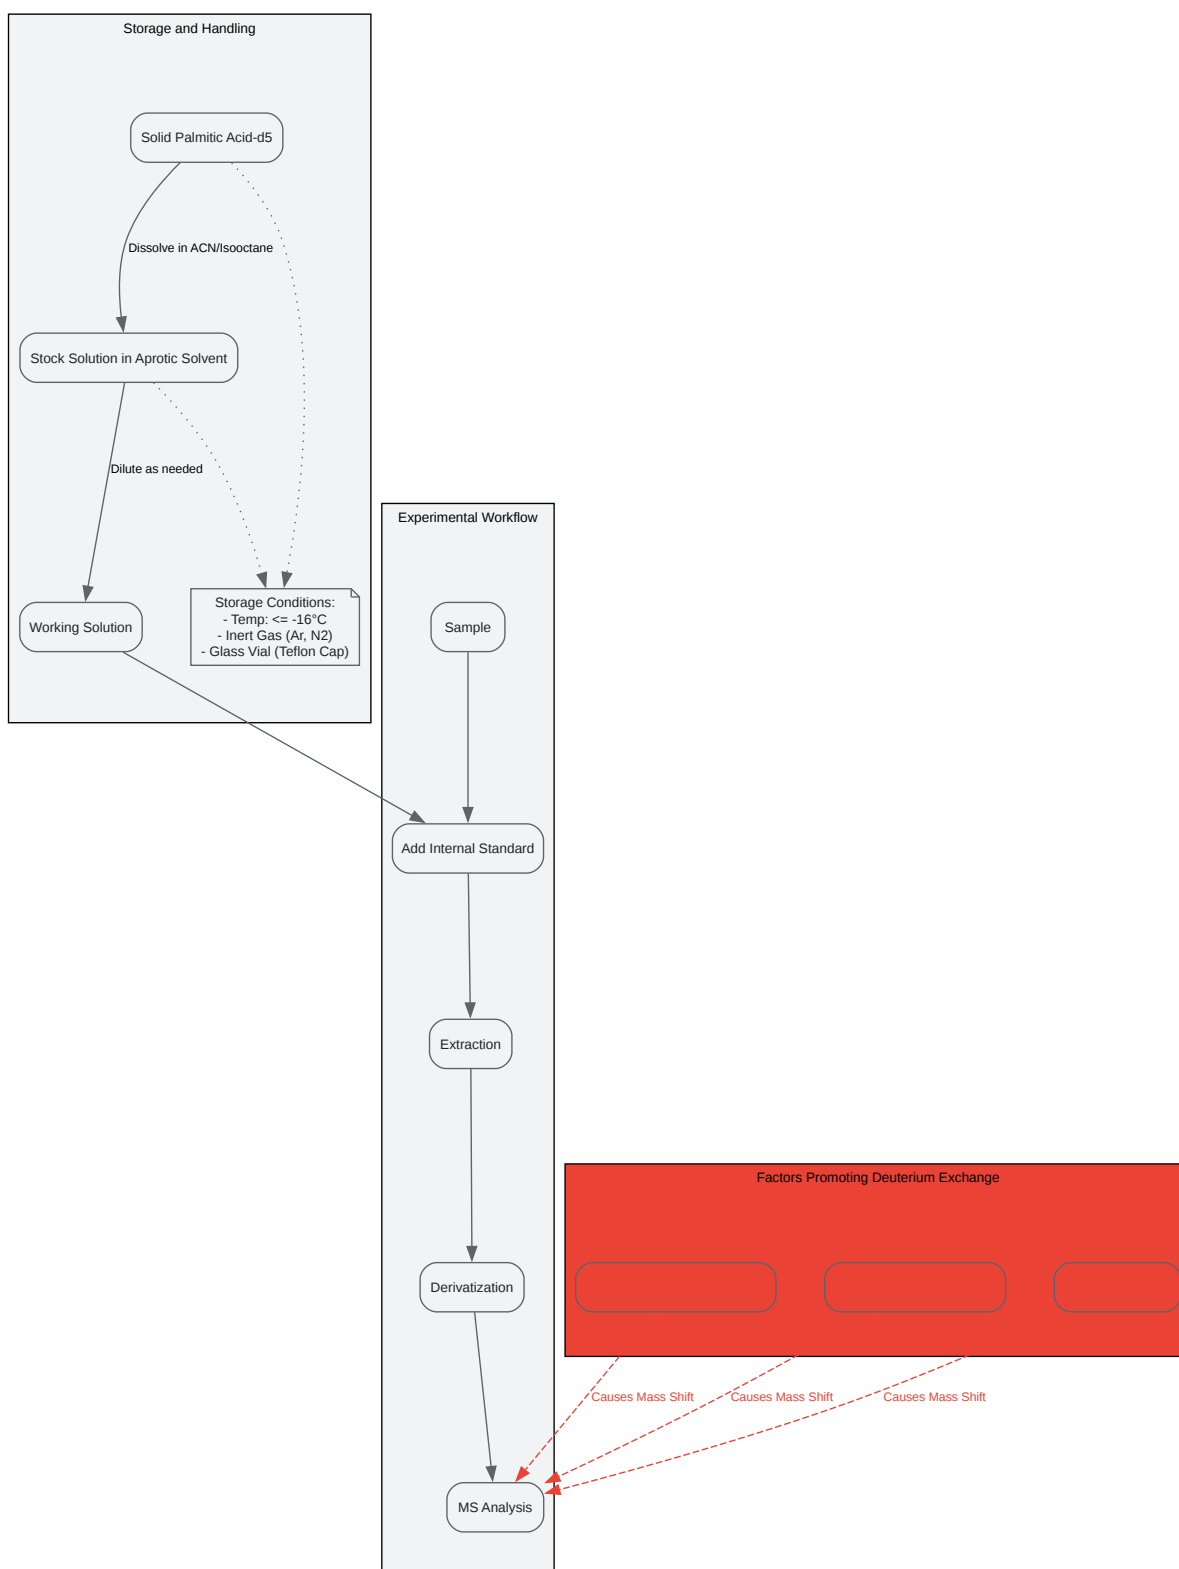 Storage and Handling
Solid Palmitic Acid-d5
Dissolve in ACN/Isooctane
Stock Solution in Aprotic Solvent
Dilute as needed
Working Solution
Storage Conditions:
- Temp: <= -16°C
- Inert Gas (Ar, N2)
- Glass Vial (Teflon Cap)
Experimental Workflow
Sample
Add Internal Standard
Extraction
Derivatization
MS Analysis
Factors Promoting Deuterium Exchange
Causes Mass Shift
Causes Mass Shift
Causes Mass Shift